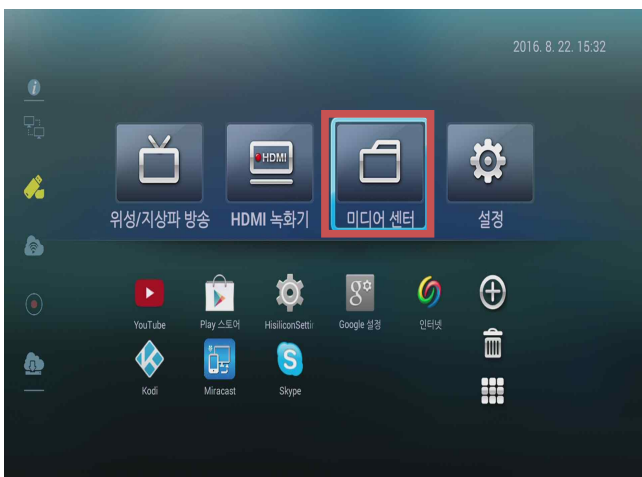 2016. 8. 22. 15:32
HDMI
위성/지상파 방송
HDMI 녹화기
미디어 센터
설정
YouTube
Play 스토어
HisiliconSettin
Google 설정
인터넷
Kodi
Miracast
Skype